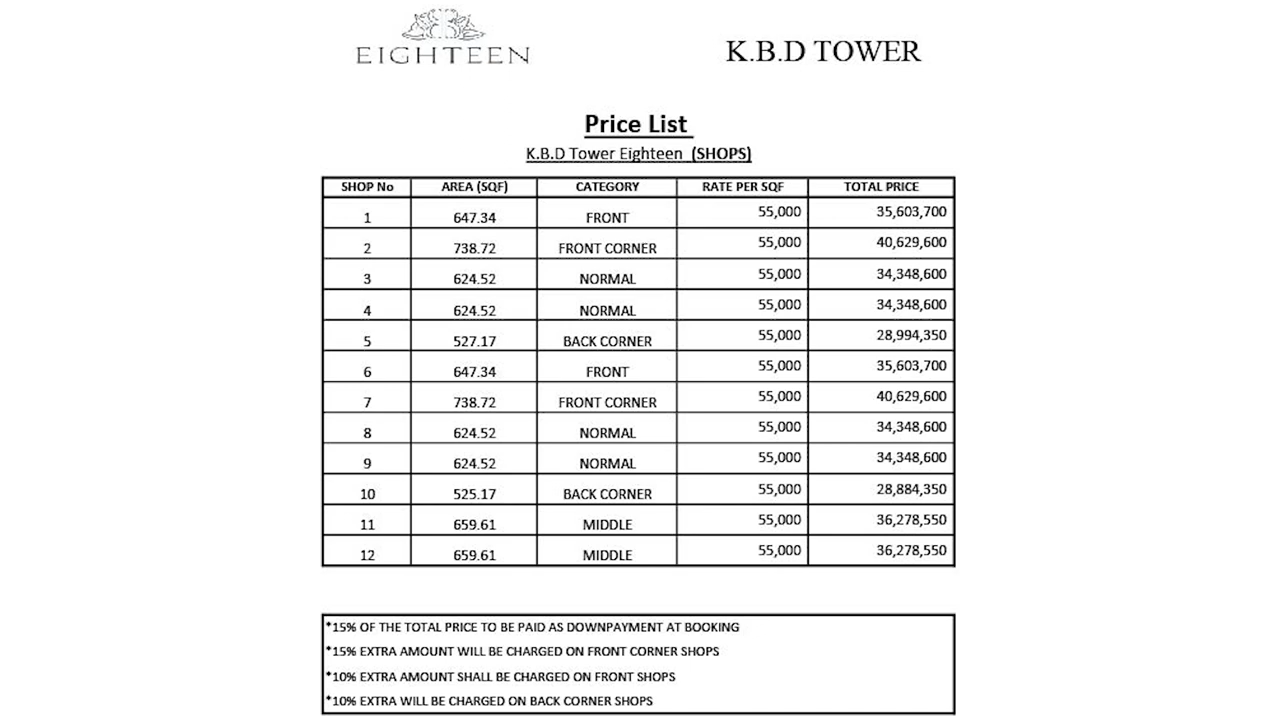 EIGHTEEN
K.B.D TOWER
Price List
K.B.D Tower Eighteen (SHOPS)
SHOP No AREA (SQF) CATEGORY RATE PER SQF TOTAL PRICE
1 647.34 FRONT 55,000 35,603,700
2 738.72 FRONT CORNER 55,000 40,629,600
3 624.52 NORMAL 55,000 34,348,600
4 624.52 NORMAL 55,000 34,348,600
5 527.17 BACK CORNER 55,000 28,994,350
6 647.34 FRONT 55,000 35,603,700
7 738.72 FRONT CORNER 55,000 40,629,600
8 624.52 NORMAL 55,000 34,348,600
9 624.52 NORMAL 55,000 34,348,600
10 525.17 BACK CORNER 55,000 28,884,350
11 659.61 MIDDLE 55,000 36,278,550
12 659.61 MIDDLE 55,000 36,278,550
*15% OF THE TOTAL PRICE TO BE PAID AS DOWNPAYMENT AT BOOKING
*15% EXTRA AMOUNT WILL BE CHARGED ON FRONT CORNER SHOPS
*10% EXTRA AMOUNT SHALL BE CHARGED ON FRONT SHOPS
*10% EXTRA WILL BE CHARGED ON BACK CORNER SHOPS